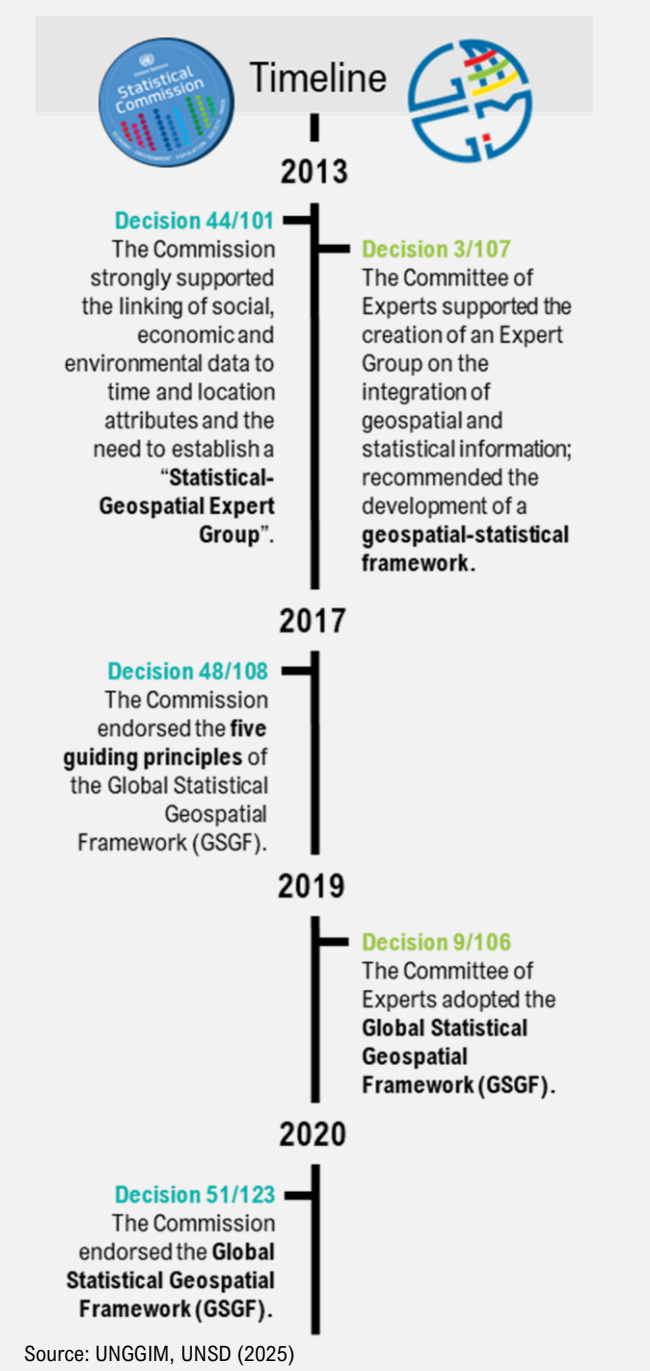 United Nations
Statistical
Commission
Timeline
2013
Decision 44/101
The Commission
strongly supported
the linking of social,
economic and
environmental data to
time and location
attributes and the
need to establish a
“Statistical-
Geospatial Expert
Group”.
Decision 3/107
The Committee of
Experts supported the
creation of an Expert
Group on the
integration of
geospatial and
statistical information;
recommended the
development of a
geospatial-statistical
framework.
2017
Decision 48/108
The Commission
endorsed the five
guiding principles of
the Global Statistical
Geospatial
Framework (GSGF).
2019
Decision 9/106
The Committee of
Experts adopted the
Global Statistical
Geospatial
Framework (GSGF).
2020
Decision 51/123
The Commission
endorsed the Global
Statistical Geospatial
Framework (GSGF).
Source: UNGGIM, UNSD (2025)